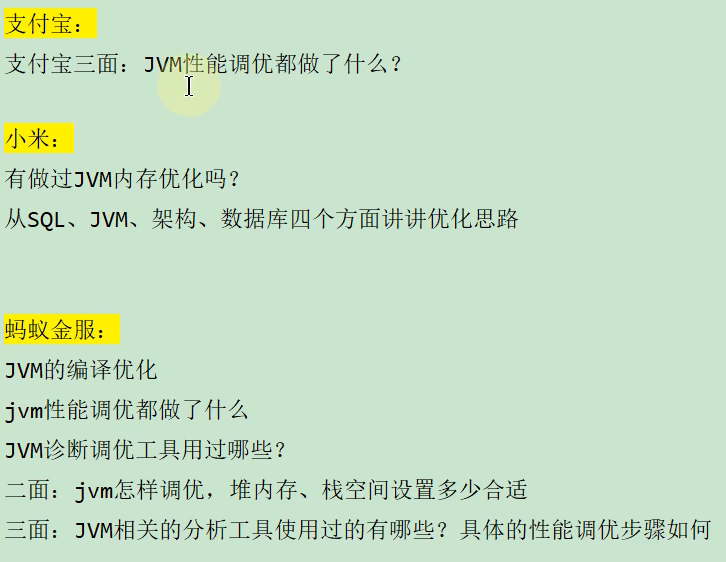 支付宝：
支付宝三面：JVM性能调优都做了什么？
小米：
有做过JVM内存优化吗？
从SQL、JVM、架构、数据库四个方面讲讲优化思路
蚂蚁金服：
JVM的编译优化
jvm性能调优都做了什么
JVM诊断调优工具用过哪些？
二面：jvm怎样调优，堆内存、栈空间设置多少合适
三面：JVM相关的分析工具使用过的有哪些？具体的性能调优步骤如何